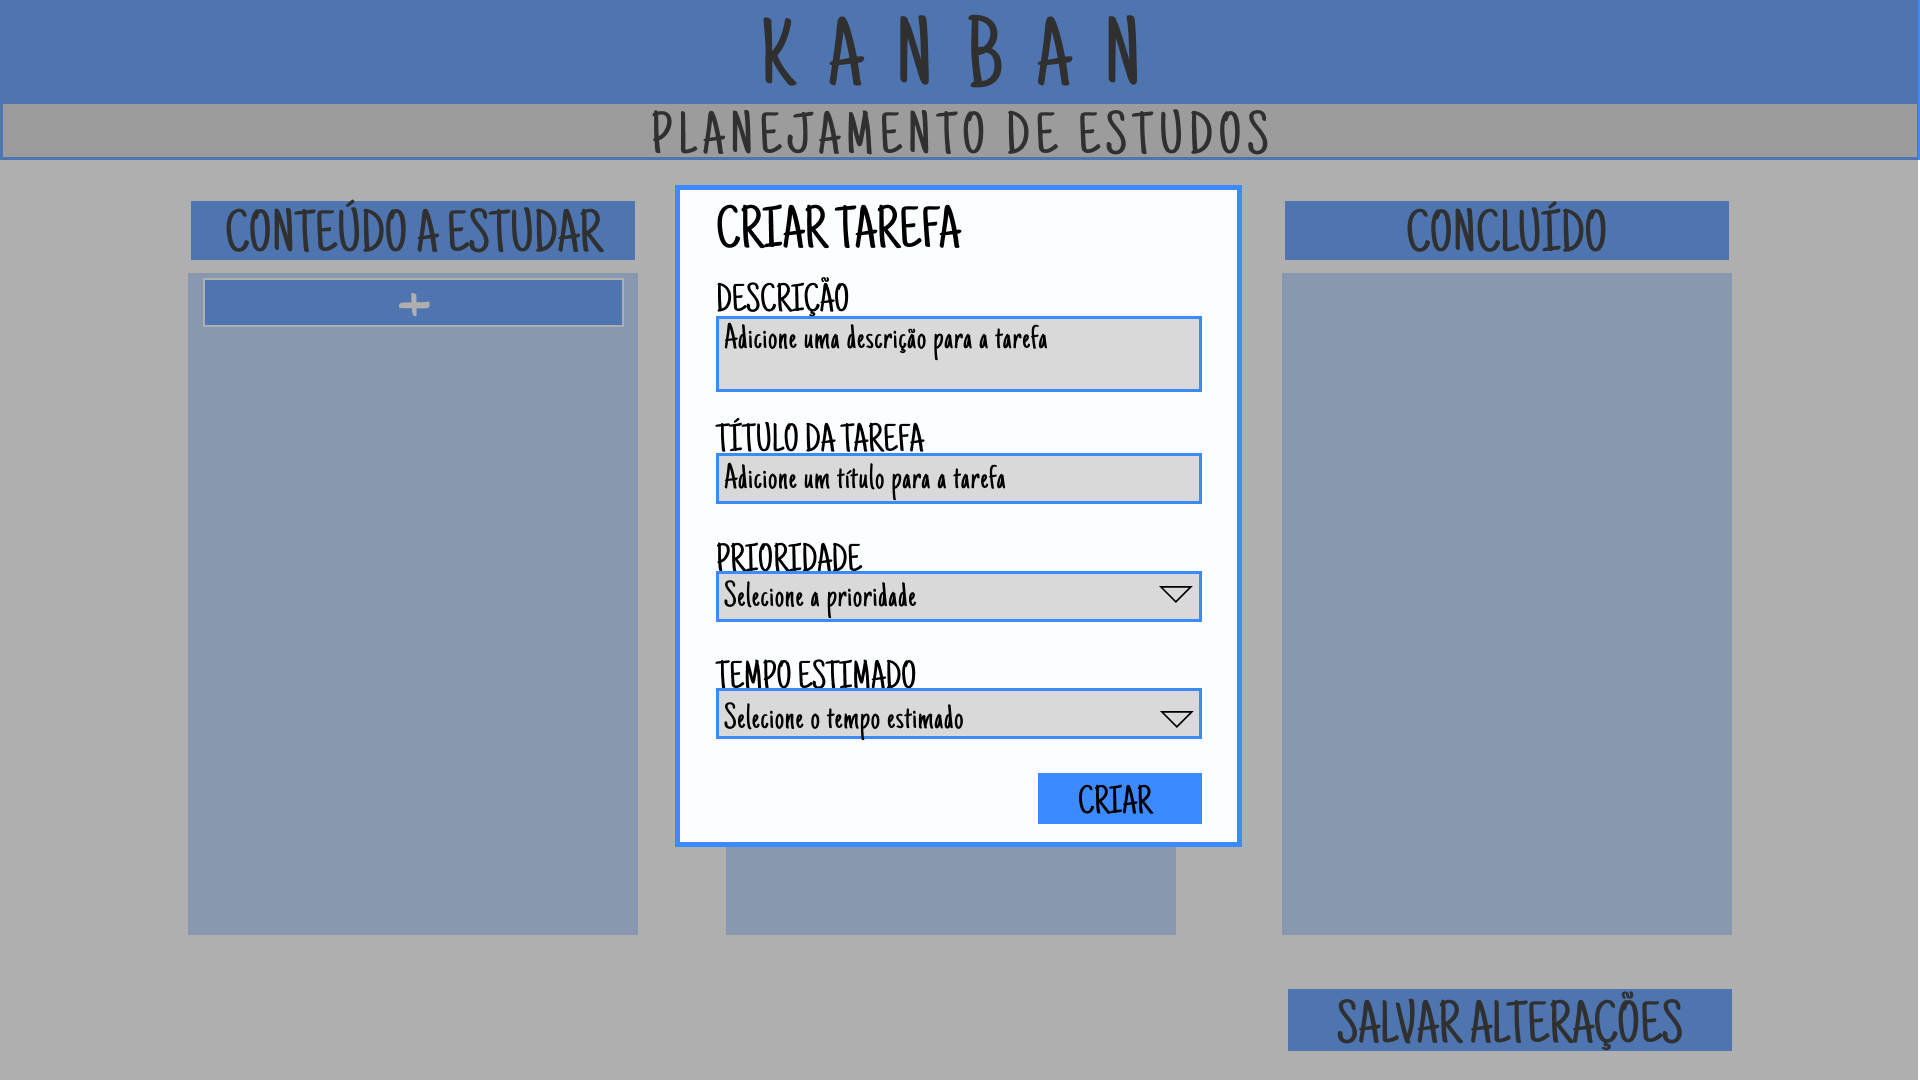 KANBAN
PLANEJAMENTO DE ESTUDOS
CONTEÚDO A ESTUDAR
+
CRIAR TAREFA
DESCRIÇÃO
Adicione uma descrição para a tarefa
TÍTULO DA TAREFA
Adicione um título para a tarefa
PRIORIDADE
Selecione a prioridade
TEMPO ESTIMADO
Selecione o tempo estimado
CRIAR
CONCLUÍDO
SALVAR ALTERAÇÕES